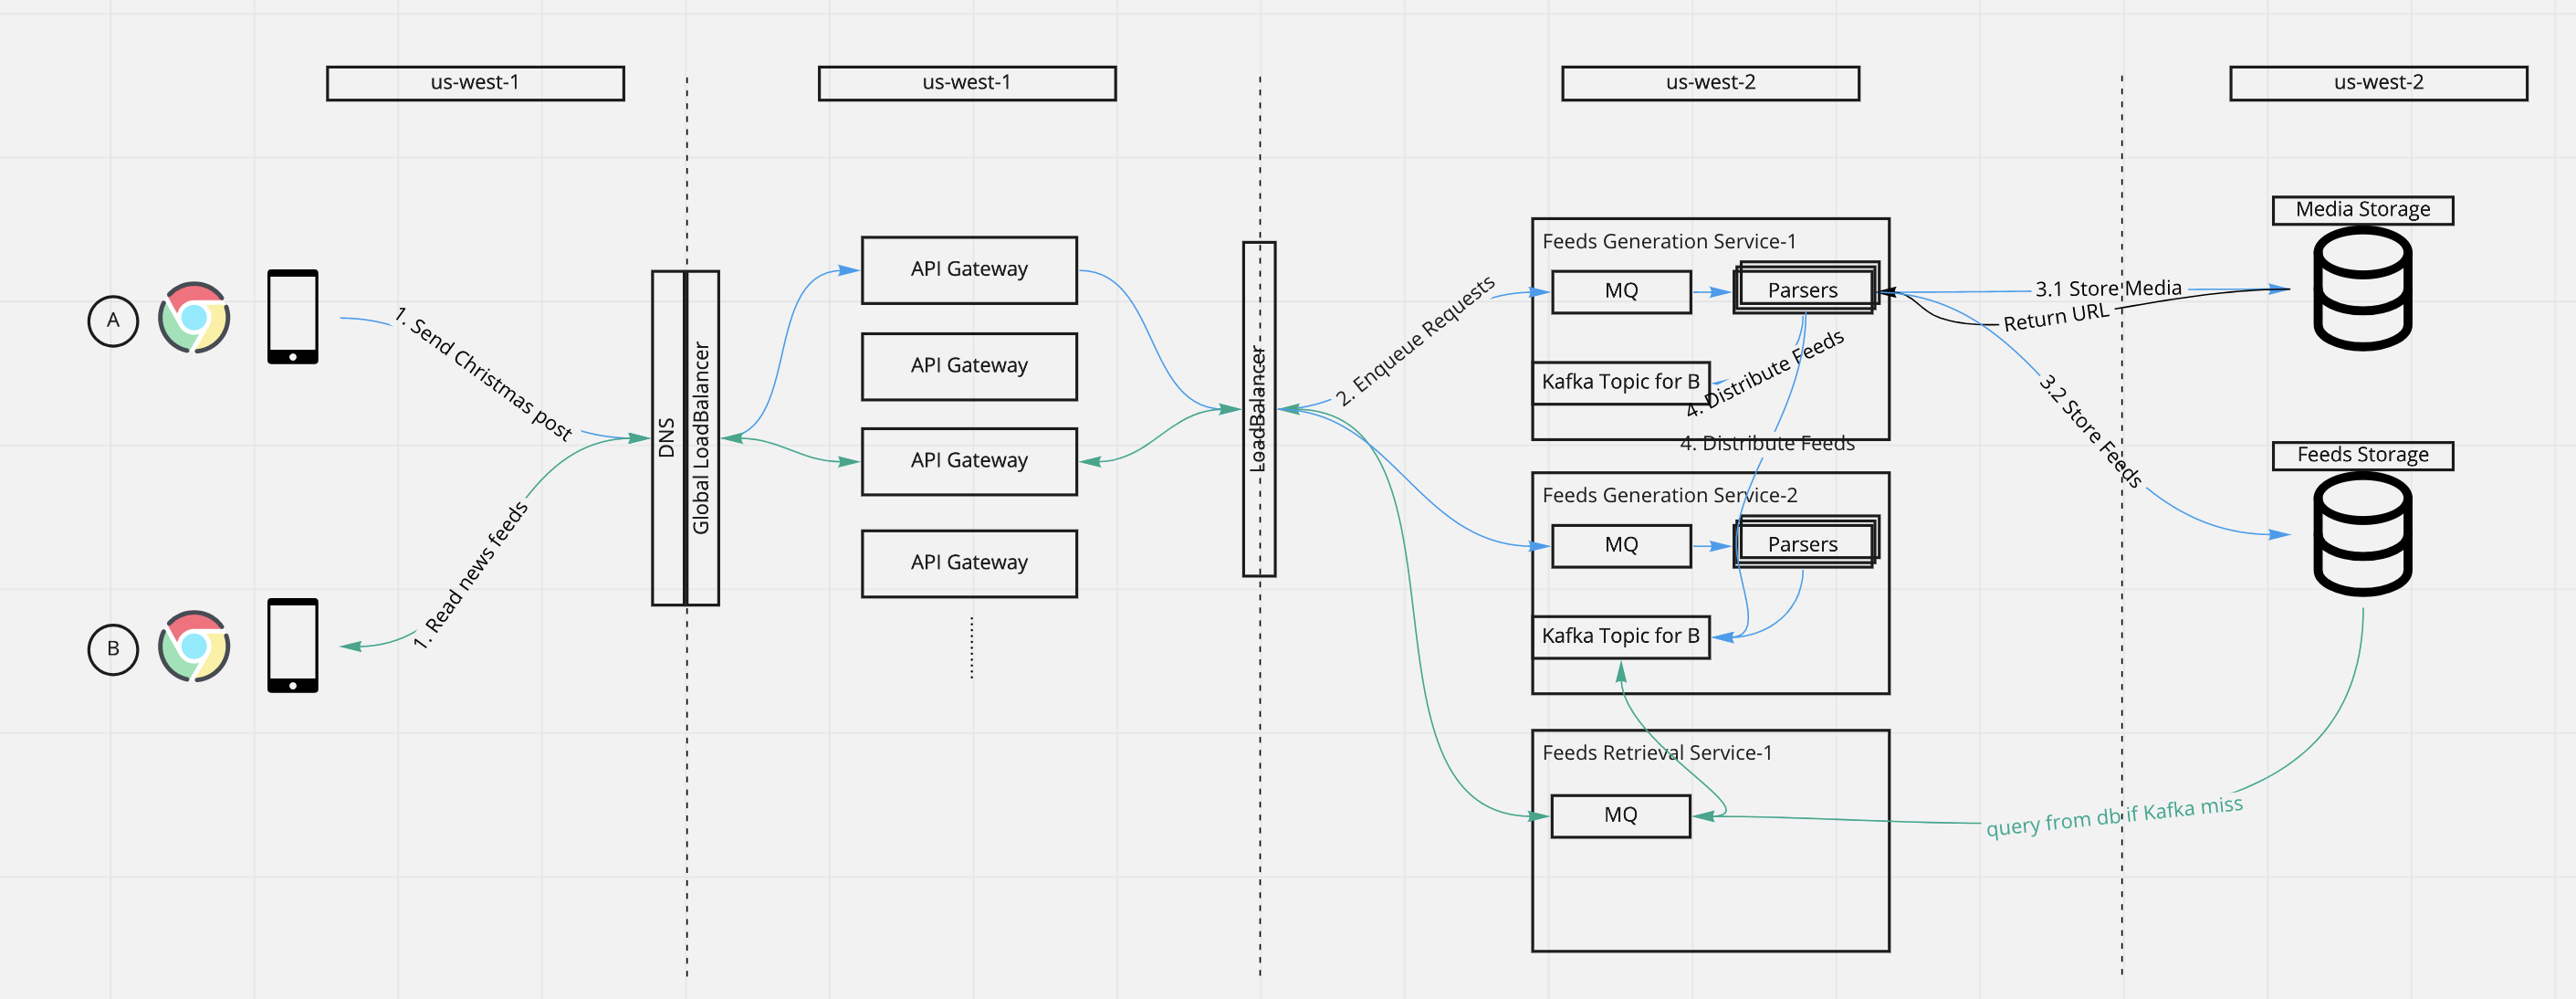 us-west-1
us-west-1
us-west-2
us-west-2
A
1. Send Christmas post
B
1. Read news feeds
DNS
Global LoadBalancer
API Gateway
API Gateway
API Gateway
API Gateway
LoadBalancer
2. Enqueue Requests
Feeds Generation Service-1
MQ
Parsers
Kafka Topic for B
4. Distribute Feeds
4. Distribute Feeds
Feeds Generation Service-2
MQ
Parsers
Kafka Topic for B
Feeds Retrieval Service-1
MQ
3.1 Store Media
Return URL
3.2 Store Feeds
query from db if Kafka miss
Media Storage
Feeds Storage